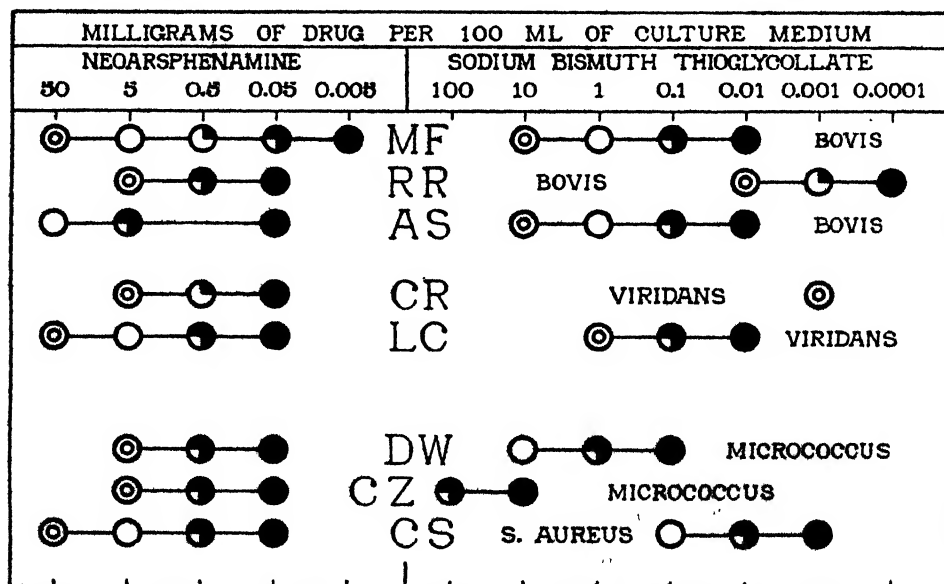 MILLIGRAMS OF DRUG PER 100 ML OF CULTURE MEDIUM
NEOARSPHENAMINE SODIUM BISMUTH THIOGLYCOLLATE
50 5 0.5 0.05 0.005 100 10 1 0.1 0.01 0.001 0.0001
MF BOVIS
RR BOVIS
AS BOVIS
CR VIRIDANS
LC VIRIDANS
DW MICROCOCCUS
CZ MICROCOCCUS
CS S. AUREUS